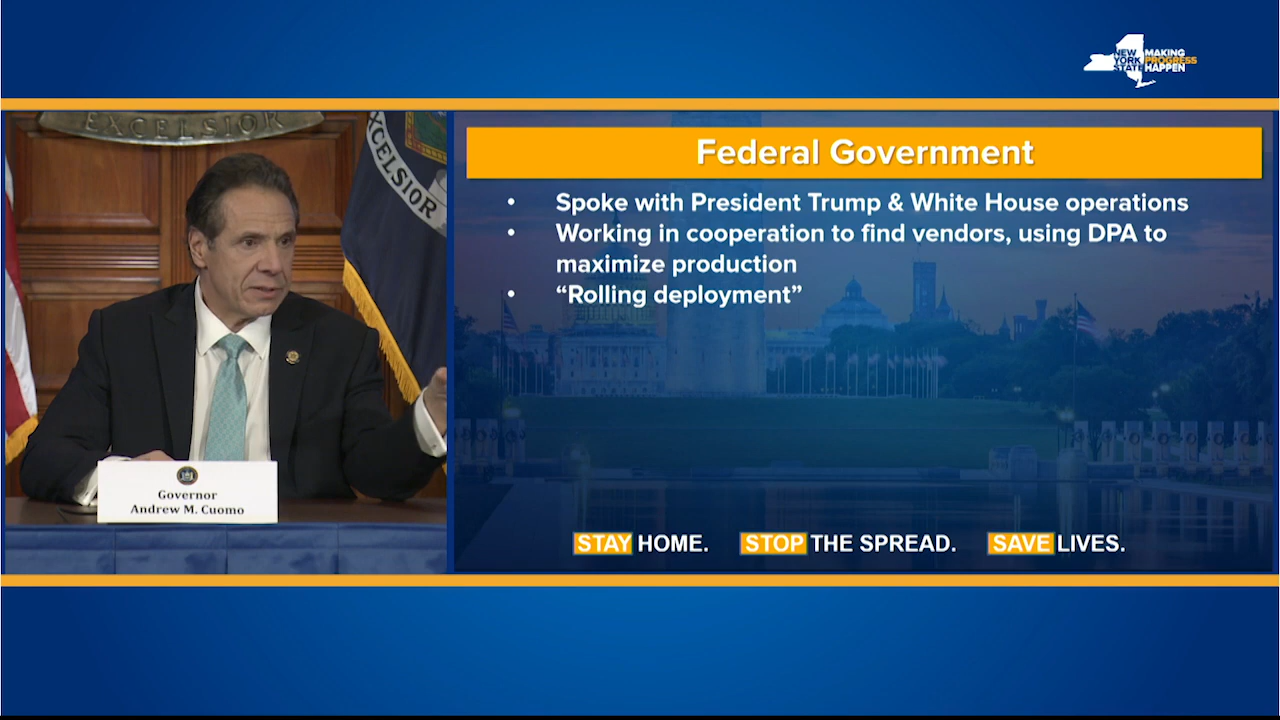 NEW
YORK
STATE
MAKING
PROGRESS
HAPPEN
EXCELSIOR
EXCELSIOR
Governor
Andrew M. Cuomo
Federal Government
• Spoke with President Trump & White House operations
• Working in cooperation to find vendors, using DPA to
maximize production
• “Rolling deployment”
STAY HOME. STOP THE SPREAD. SAVE LIVES.